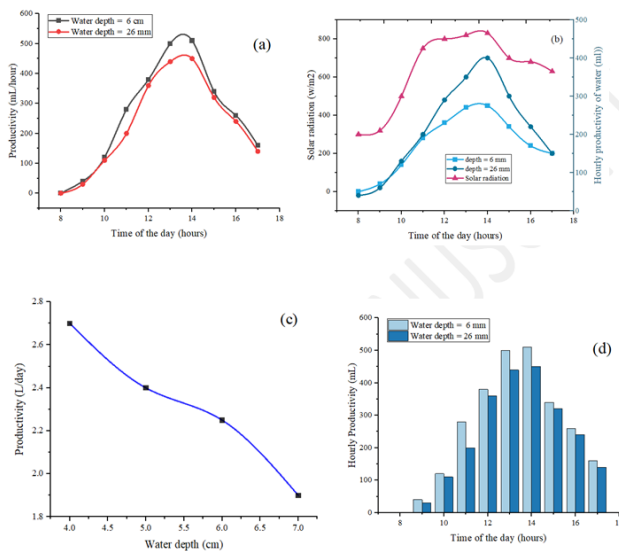 Water depth = 6 cm
Water depth = 26 mm
(a)
600
500
400
300
200
100
0
Productivity (mL/hour)
8 10 12 14 16 18
Time of the day (hours)
(b)
800
600
400
200
0
Solar radiation (w/m2)
500
450
400
350
300
250
200
150
100
50
0
Hourly productivity of water (ml))
depth = 6 mm
depth = 26 mm
Solar radiation
8 10 12 14 16 18
Time of the day (hours)
(c)
2.8
2.6
2.4
2.2
2.0
1.8
Productivity (L/day)
4.0 4.5 5.0 5.5 6.0 6.5 7.0
Water depth (cm)
Water depth = 6 mm
Water depth = 26 mm
(d)
600
500
400
300
200
100
0
Hourly Productivity (mL)
8 10 12 14 16 18
Time of the day (hours)